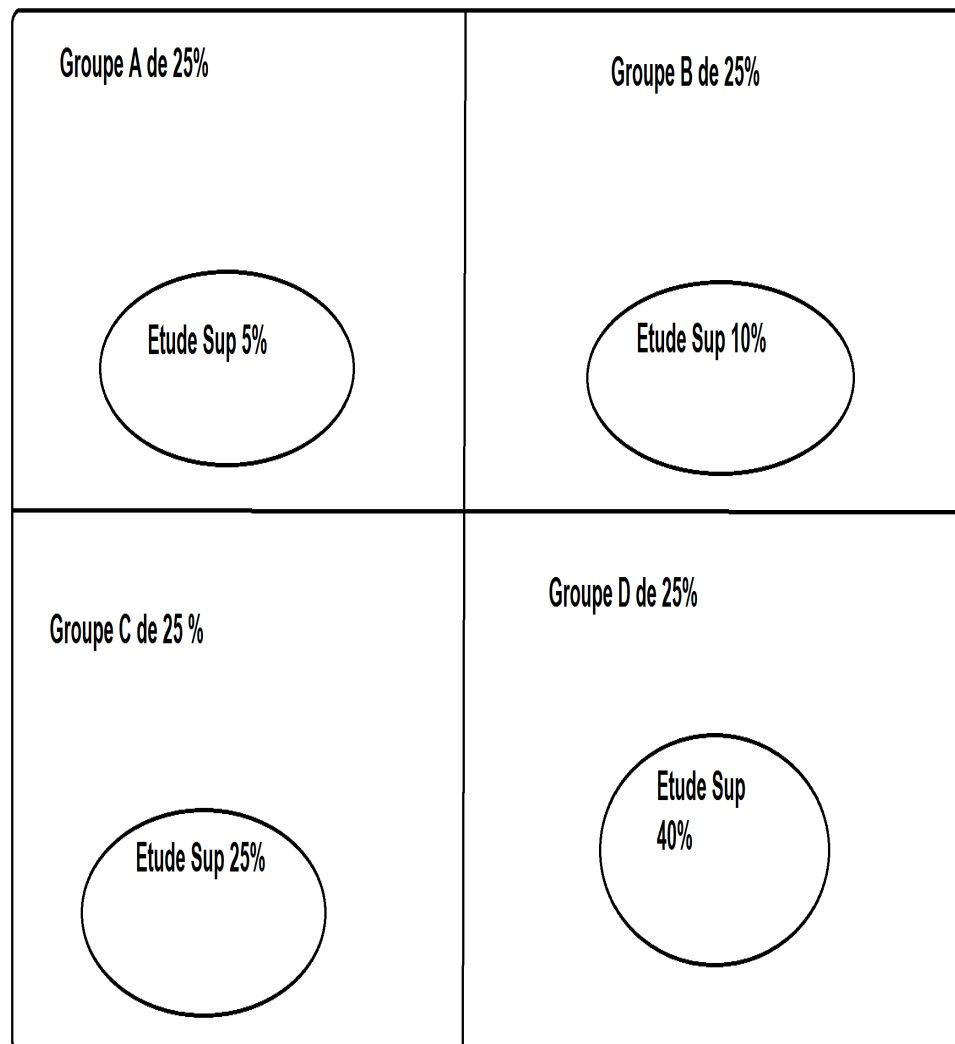 Groupe A de 25%
Groupe B de 25%
Etude Sup 5%
Etude Sup 10%
Groupe C de 25 %
Groupe D de 25%
Etude Sup 25%
Etude Sup
40%